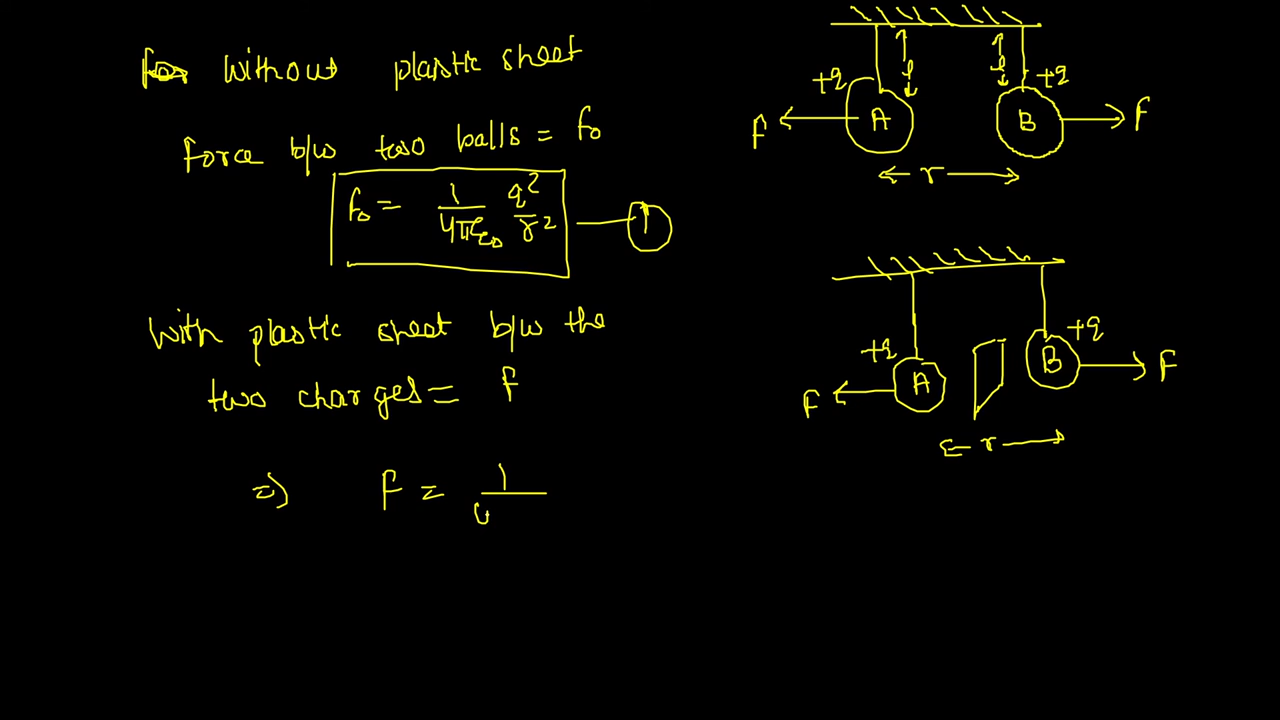 without plastic sheet
force b/w two balls = f₀
f₀ = 1/4πε₀ q²/r² — ①
with plastic sheet b/w the
two charges = f
⇒ f = 1/
l l
+q +q
F A B F
r
+q +q
F A B F
r